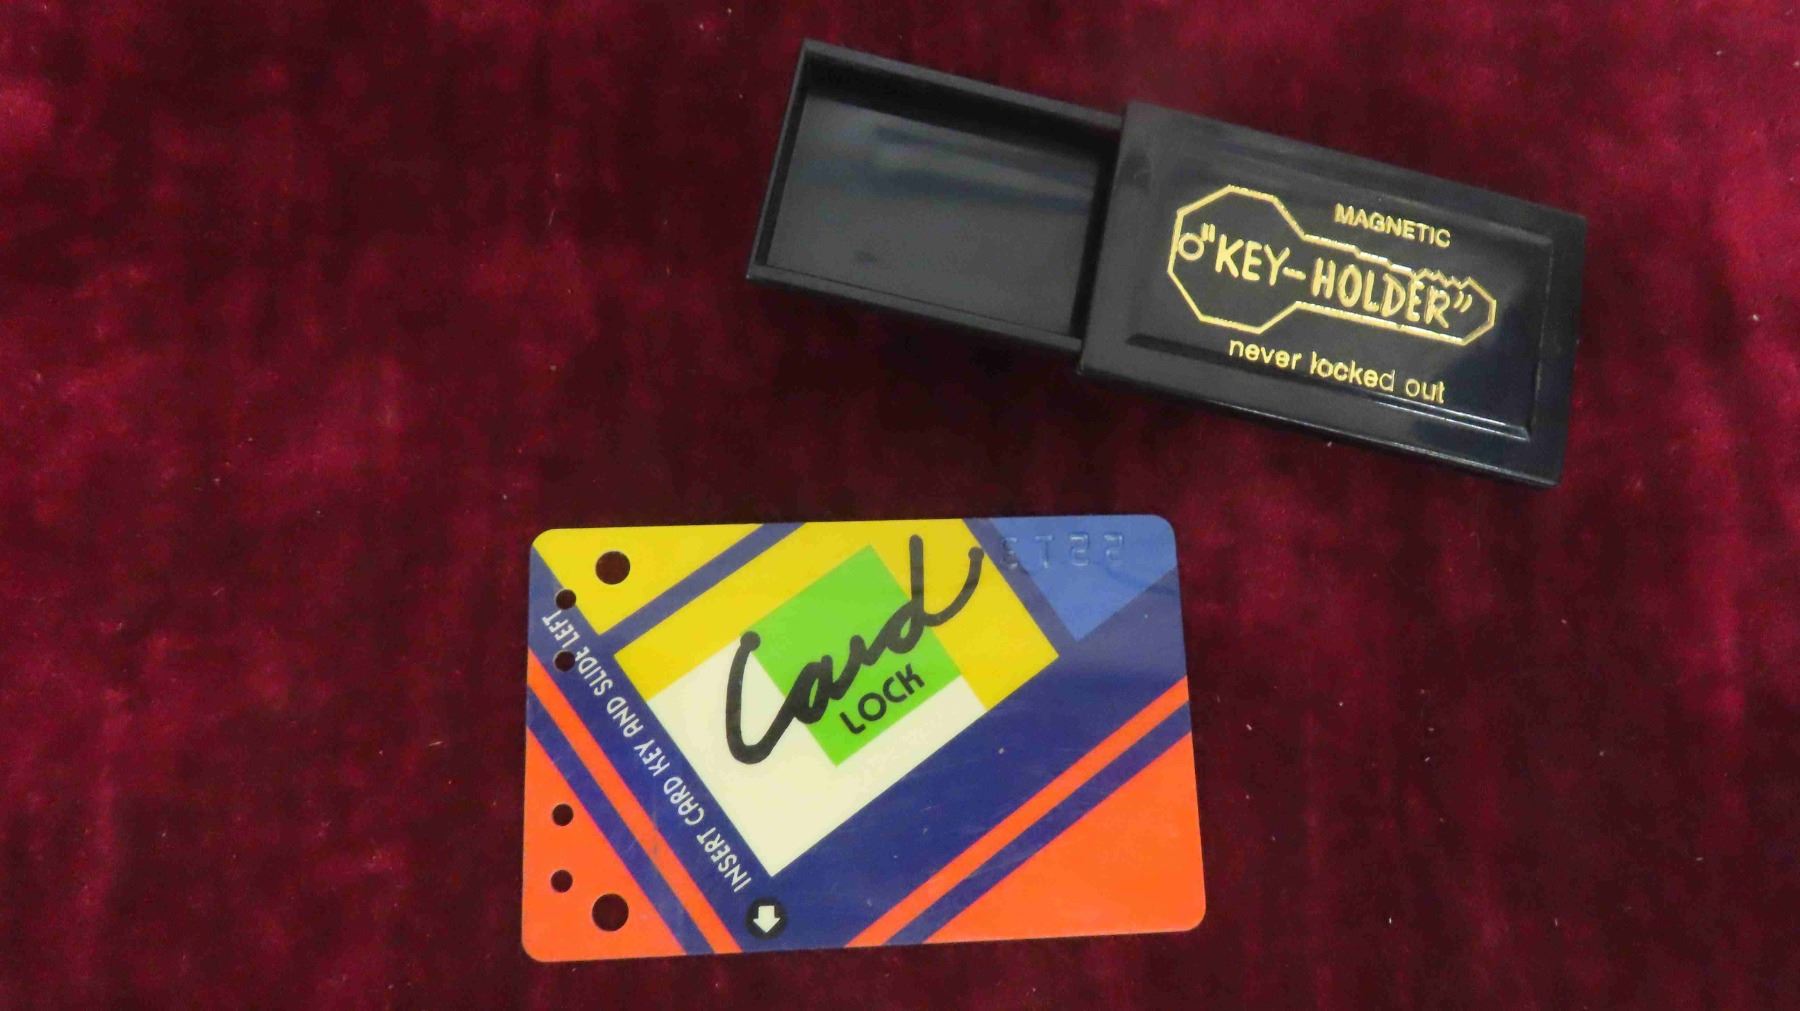 MAGNETIC
"KEY-HOLDER"
never locked out
Card
LOCK
INSERT CARD KEY AND SLIDE LEFT